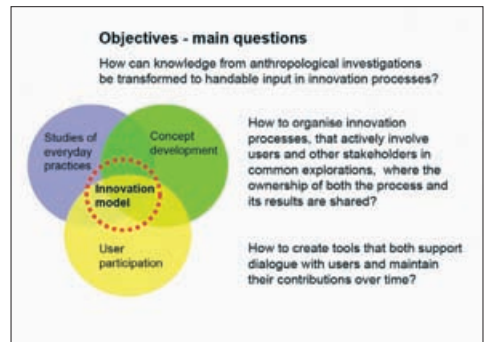 Objectives - main questions
How can knowledge from anthropological investigations
be transformed to handable input in innovation processes?
Studies of
everyday
practices
Concept
development
Innovation
model
User
participation
How to organise innovation
processes, that actively involve
users and other stakeholders in
common explorations, where the
ownership of both the process and
its results are shared?
How to create tools that both support
dialogue with users and maintain
their contributions over time?